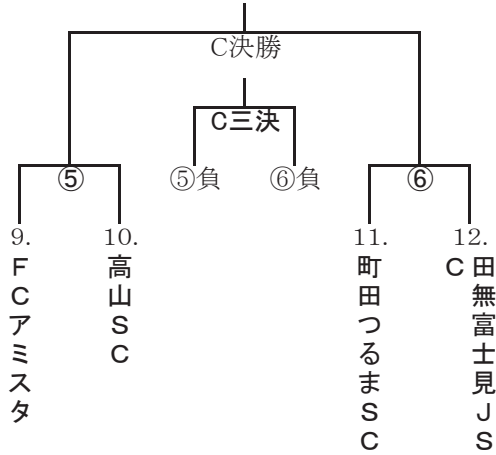 C決勝
C三決
⑤
⑤負
⑥負
⑥
9.
10.
11.
12.
FCアミスタ
高山SC
町田つるまSC
田無富士見JS
C